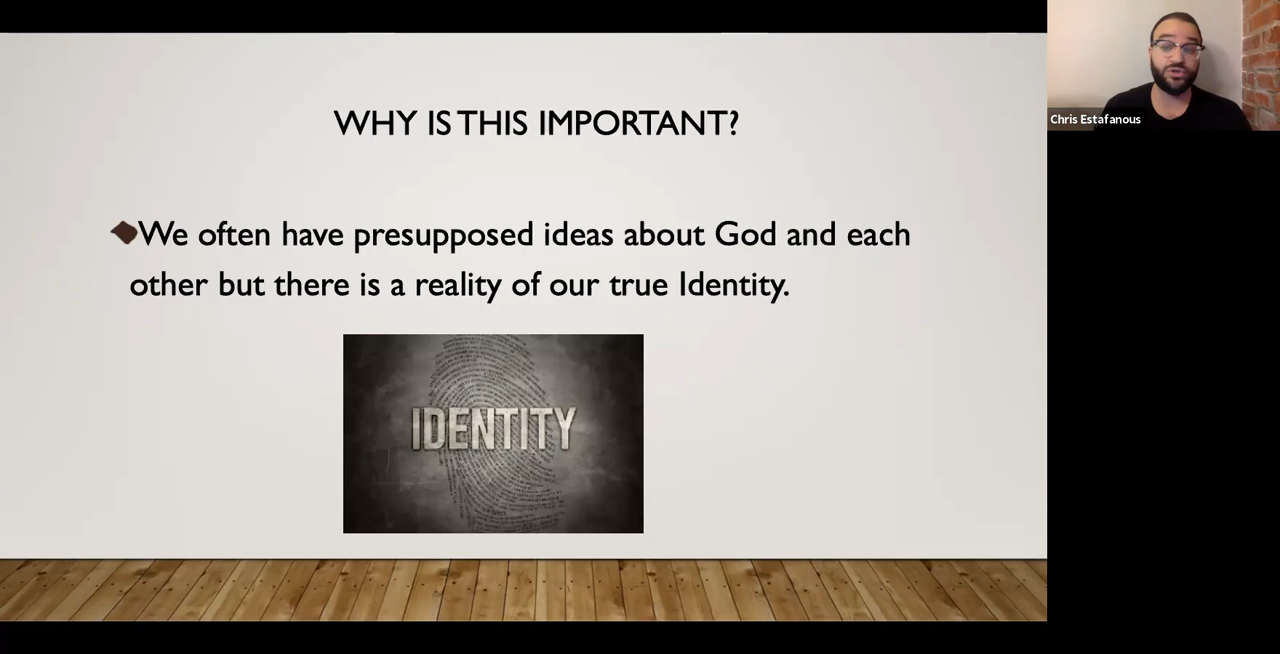 WHY IS THIS IMPORTANT?
We often have presupposed ideas about God and each
other but there is a reality of our true Identity.
IDENTITY
Chris Estafanous